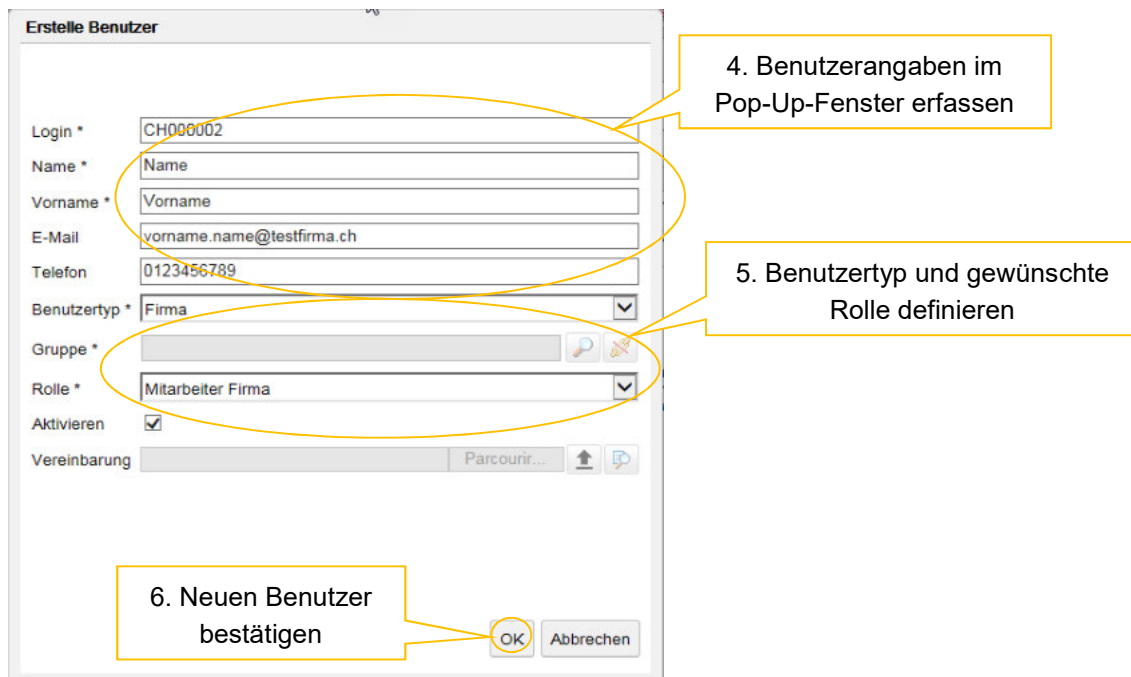 Erstelle Benutzer
4. Benutzerangaben im
Pop-Up-Fenster erfassen
Login * CH000002
Name * Name
Vorname * Vorname
E-Mail vorname.name@testfirma.ch
Telefon 0123456789
5. Benutzertyp und gewünschte
Rolle definieren
Benutzertyp * Firma
Gruppe *
Rolle * Mitarbeiter Firma
Aktivieren
Vereinbarung Parcourir...
6. Neuen Benutzer
bestätigen
OK Abbrechen